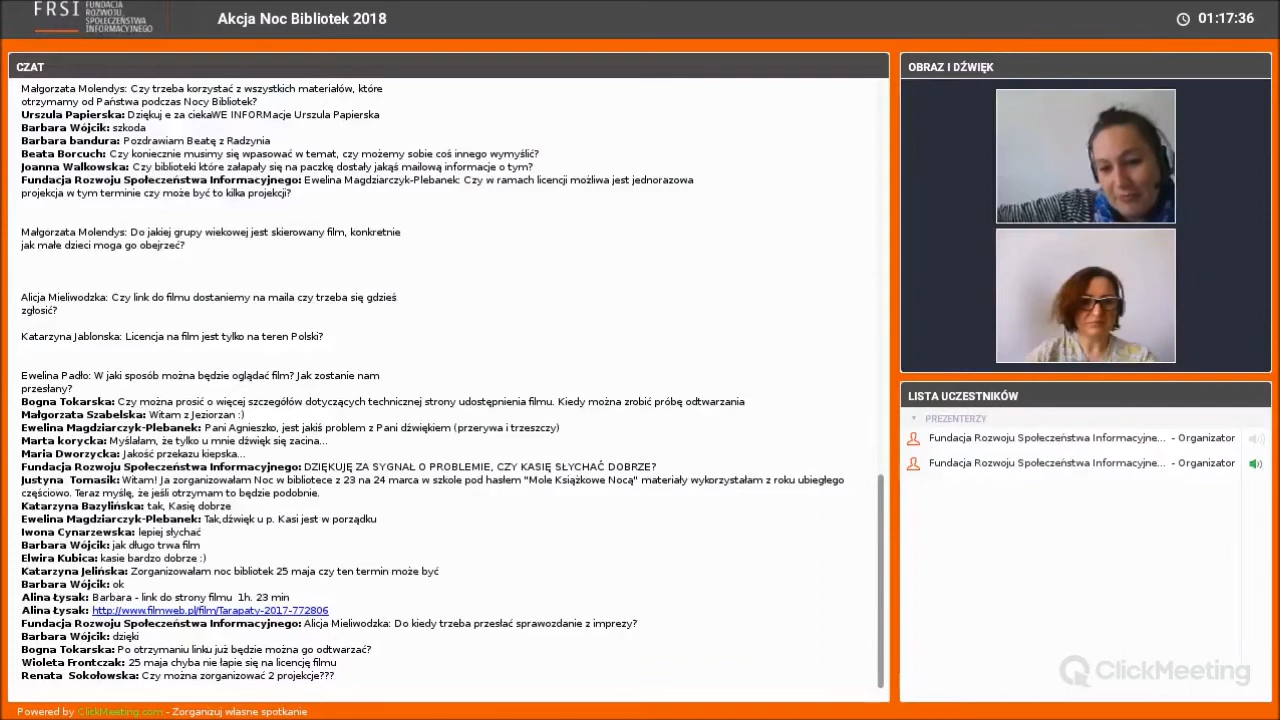 FRSI FUNDACJA
ROZWOJU
SPOŁECZEŃSTWA
INFORMACYJNEGO
Akcja Noc Bibliotek 2018
01:17:36
CZAT
Małgorzata Molendys: Czy trzeba korzystać z wszystkich materiałów, które
otrzymamy od Państwa podczas Nocy Bibliotek?
Urszula Papierska: Dziękuj e za ciekaWE INFORMacje Urszula Papierska
Barbara Wójcik: szkoda
Barbara bandura: Pozdrawiam Beatę z Radzynia
Beata Borcuch: Czy koniecznie musimy się wpasować w temat, czy możemy sobie coś innego wymyślić?
Joanna Walkowska: Czy biblioteki które załapały się na paczkę dostały jakąś mailową informacje o tym?
Fundacja Rozwoju Społeczeństwa Informacyjnego: Ewelina Magdziarczyk-Plebanek: Czy w ramach licencji możliwa jest jednorazowa
projekcja w tym terminie czy może być to kilka projekcji?
Małgorzata Molendys: Do jakiej grupy wiekowej jest skierowany film, konkretnie
jak małe dzieci moga go obejrzeć?
Alicja Mieliwodzka: Czy link do filmu dostaniemy na maila czy trzeba się gdzieś
zgłosić?
Katarzyna Jablonska: Licencja na film jest tylko na teren Polski?
Ewelina Padło: W jaki sposób można będzie oglądać film? Jak zostanie nam
przesłany?
Bogna Tokarska: Czy można prosić o więcej szczegółów dotyczących technicznej strony udostępnienia filmu. Kiedy można zrobić próbę odtwarzania
Małgorzata Szabelska: Witam z Jeziorzan :)
Ewelina Magdziarczyk-Plebanek: Pani Agnieszko, jest jakiś problem z Pani dźwiękiem (przerywa i trzeszczy)
Marta korycka: Myślałam, że tylko u mnie dźwięk się zacina...
Maria Dworzycka: Jakość przekazu kiepska...
Fundacja Rozwoju Społeczeństwa Informacyjnego: DZIĘKUJĘ ZA SYGNAŁ O PROBLEMIE, CZY KASIĘ SŁYCHAĆ DOBRZE?
Justyna Tomasik: Witam! Ja zorganizowałam Noc w bibliotece z 23 na 24 marca w szkole pod hasłem "Mole Książkowe Nocą" materiały wykorzystałam z roku ubiegłego
częściowo. Teraz myślę, że jeśli otrzymam to będzie podobnie.
Katarzyna Bazylińska: tak, Kasię dobrze
Ewelina Magdziarczyk-Plebanek: Tak,dźwięk u p. Kasi jest w porządku
Iwona Cynarzewska: lepiej słychać
Barbara Wójcik: jak długo trwa film
Elwira Kubica: kasie bardzo dobrze :)
Katarzyna Jelińska: Zorganizowałam noc bibliotek 25 maja czy ten termin może być
Barbara Wójcik: ok
Alina Łysak: Barbara - link do strony filmu 1h. 23 min
Alina Łysak: http://www.filmweb.pl/film/Tarapaty-2017-772806
Fundacja Rozwoju Społeczeństwa Informacyjnego: Alicja Mieliwodzka: Do kiedy trzeba przesłać sprawozdanie z imprezy?
Barbara Wójcik: dzięki
Bogna Tokarska: Po otrzymaniu linku już będzie można go odtwarzać?
Wioleta Frontczak: 25 maja chyba nie łapie się na licencję filmu
Renata Sokołowska: Czy można zorganizować 2 projekcje???
OBRAZ I DŹWIĘK
LISTA UCZESTNIKÓW
PREZENTERZY
Fundacja Rozwoju Społeczeństwa Informacyjne... - Organizator
Fundacja Rozwoju Społeczeństwa Informacyjne... - Organizator
ClickMeeting
Powered by ClickMeeting.com - Zorganizuj własne spotkanie